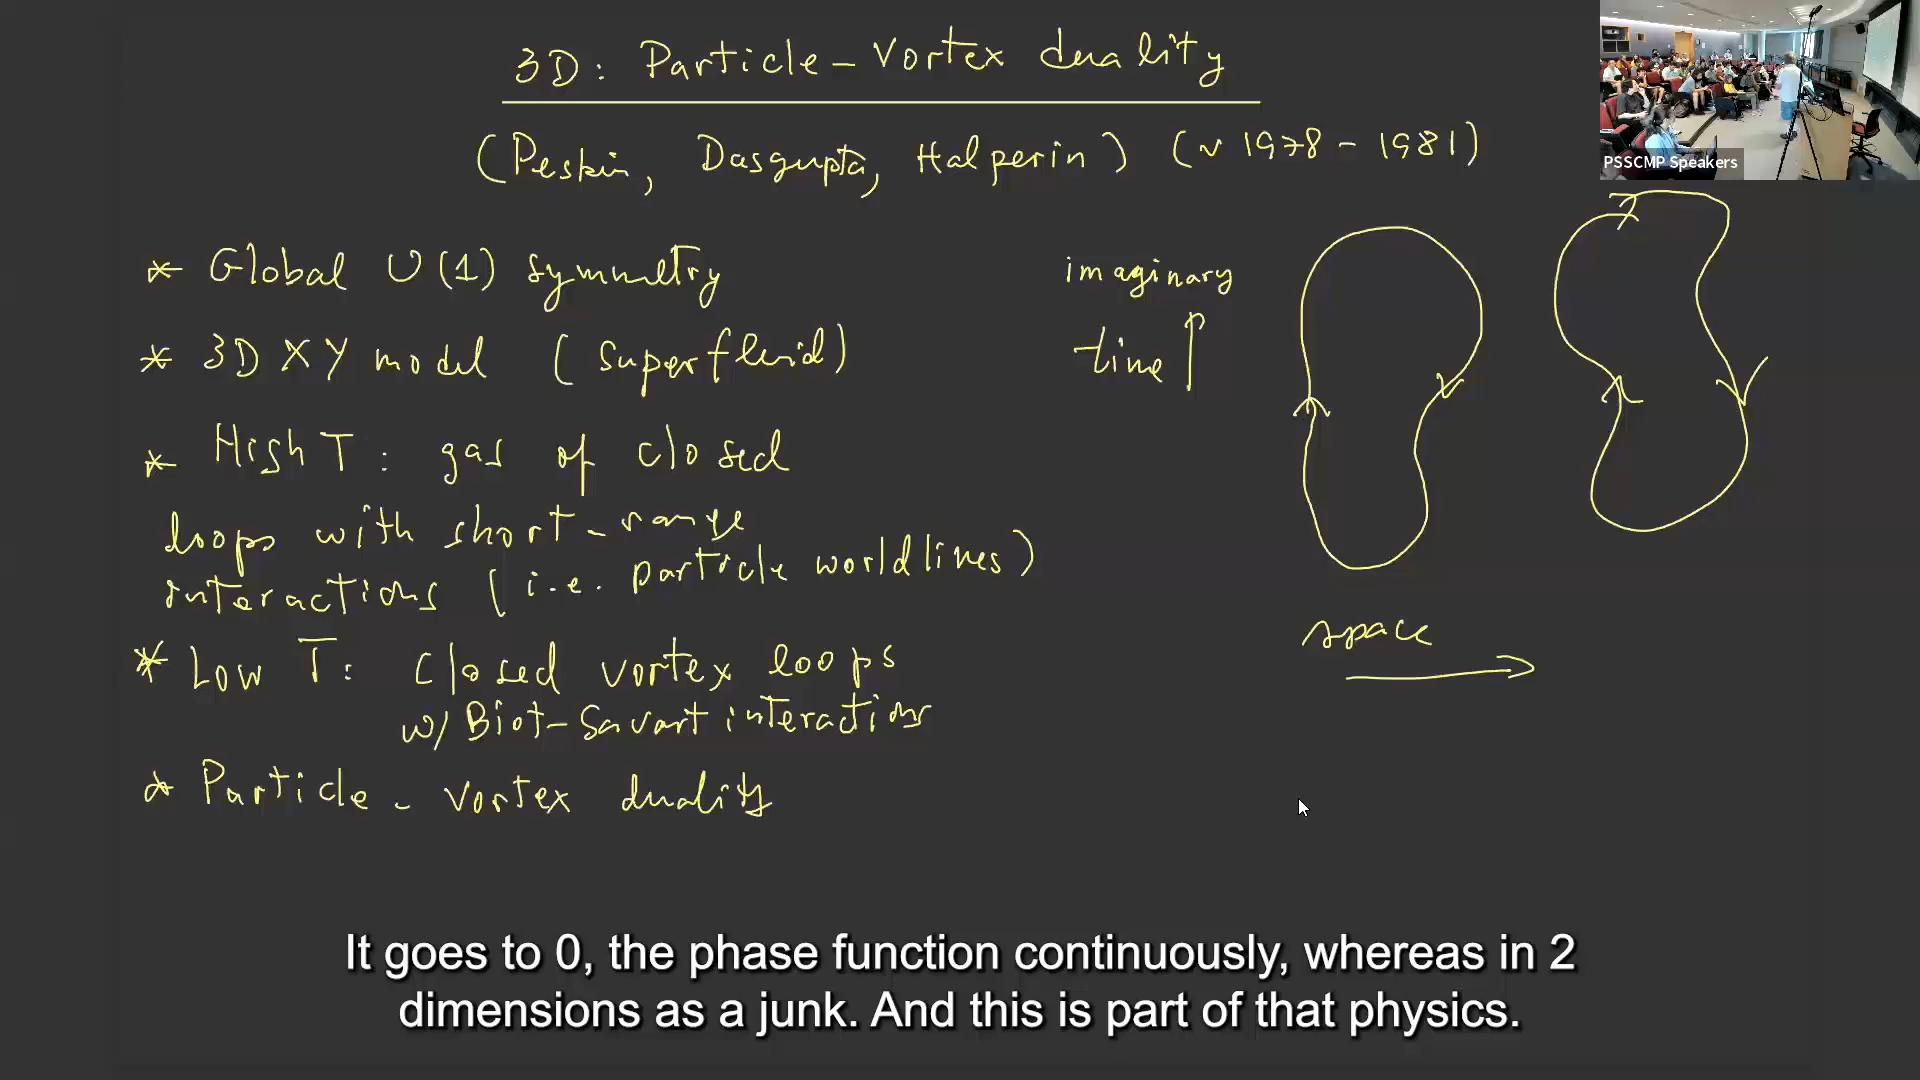 3D: Particle - Vortex duality
(Peskin, Dasgupta, Halperin) (~ 1978 - 1981)
PSSCMP Speakers
* Global U(1) symmetry
* 3D XY model (superfluid)
* High T: gas of closed
loops with short-range
interactions (i.e. particle worldlines)
* Low T: closed vortex loops
w/ Biot-Savart interactions
* Particle - vortex duality
imaginary
time
space
It goes to 0, the phase function continuously, whereas in 2
dimensions as a junk. And this is part of that physics.